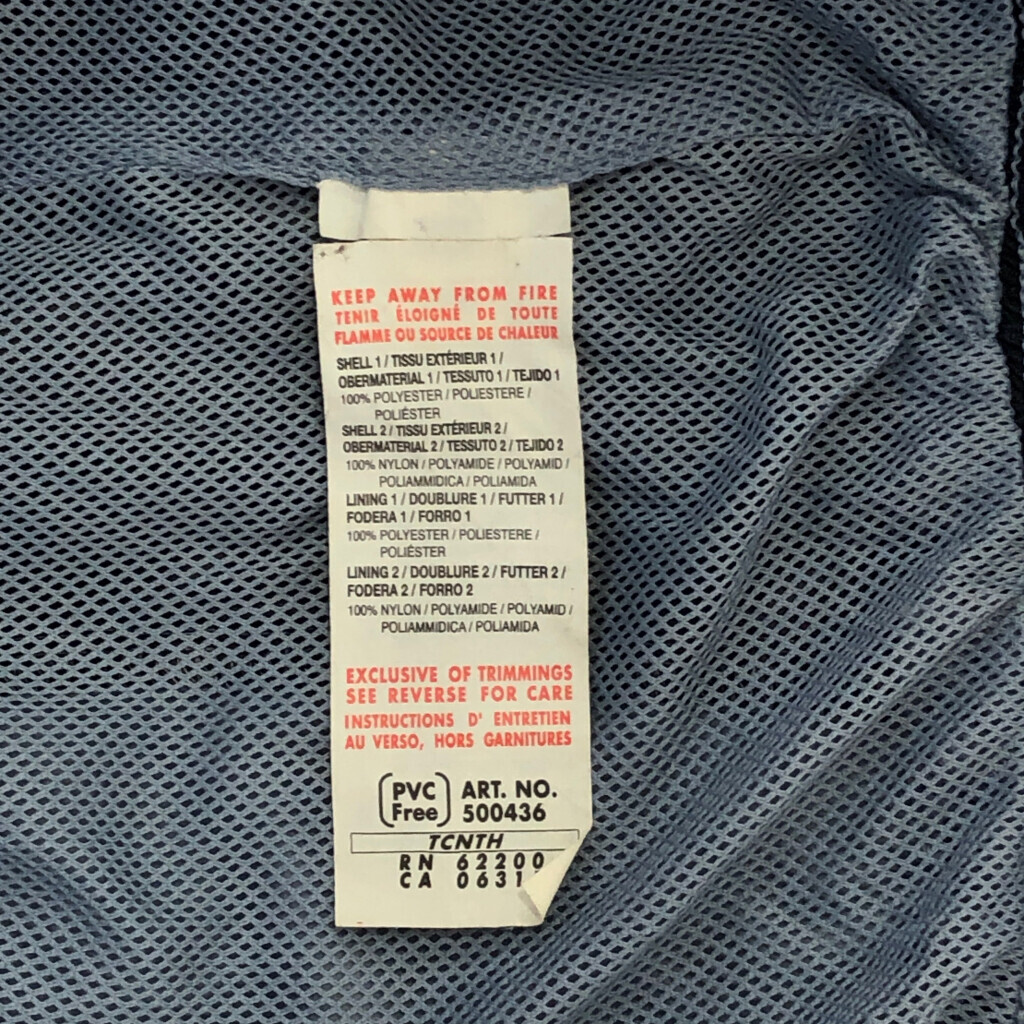 KEEP AWAY FROM FIRE
TENIR ÉLOIGNÉ DE TOUTE
FLAMME OU SOURCE DE CHALEUR
SHELL 1 / TISSU EXTÉRIEUR 1 /
OBERMATERIAL 1 / TESSUTO 1 / TEJIDO 1
100% POLYESTER / POLIESTERE /
POLIÉSTER
SHELL 2 / TISSU EXTÉRIEUR 2 /
OBERMATERIAL 2 / TESSUTO 2 / TEJIDO 2
100% NYLON / POLYAMIDE / POLYAMID /
POLIAMMIDICA / POLIAMIDA
LINING 1 / DOUBLURE 1 / FUTTER 1 /
FODERA 1 / FORRO 1
100% POLYESTER / POLIESTERE /
POLIÉSTER
LINING 2 / DOUBLURE 2 / FUTTER 2 /
FODERA 2 / FORRO 2
100% NYLON / POLYAMIDE / POLYAMID /
POLIAMMIDICA / POLIAMIDA
EXCLUSIVE OF TRIMMINGS
SEE REVERSE FOR CARE
INSTRUCTIONS D' ENTRETIEN
AU VERSO, HORS GARNITURES
(PVC Free) ART. NO.
500436
TCNTH
RN 62200
CA